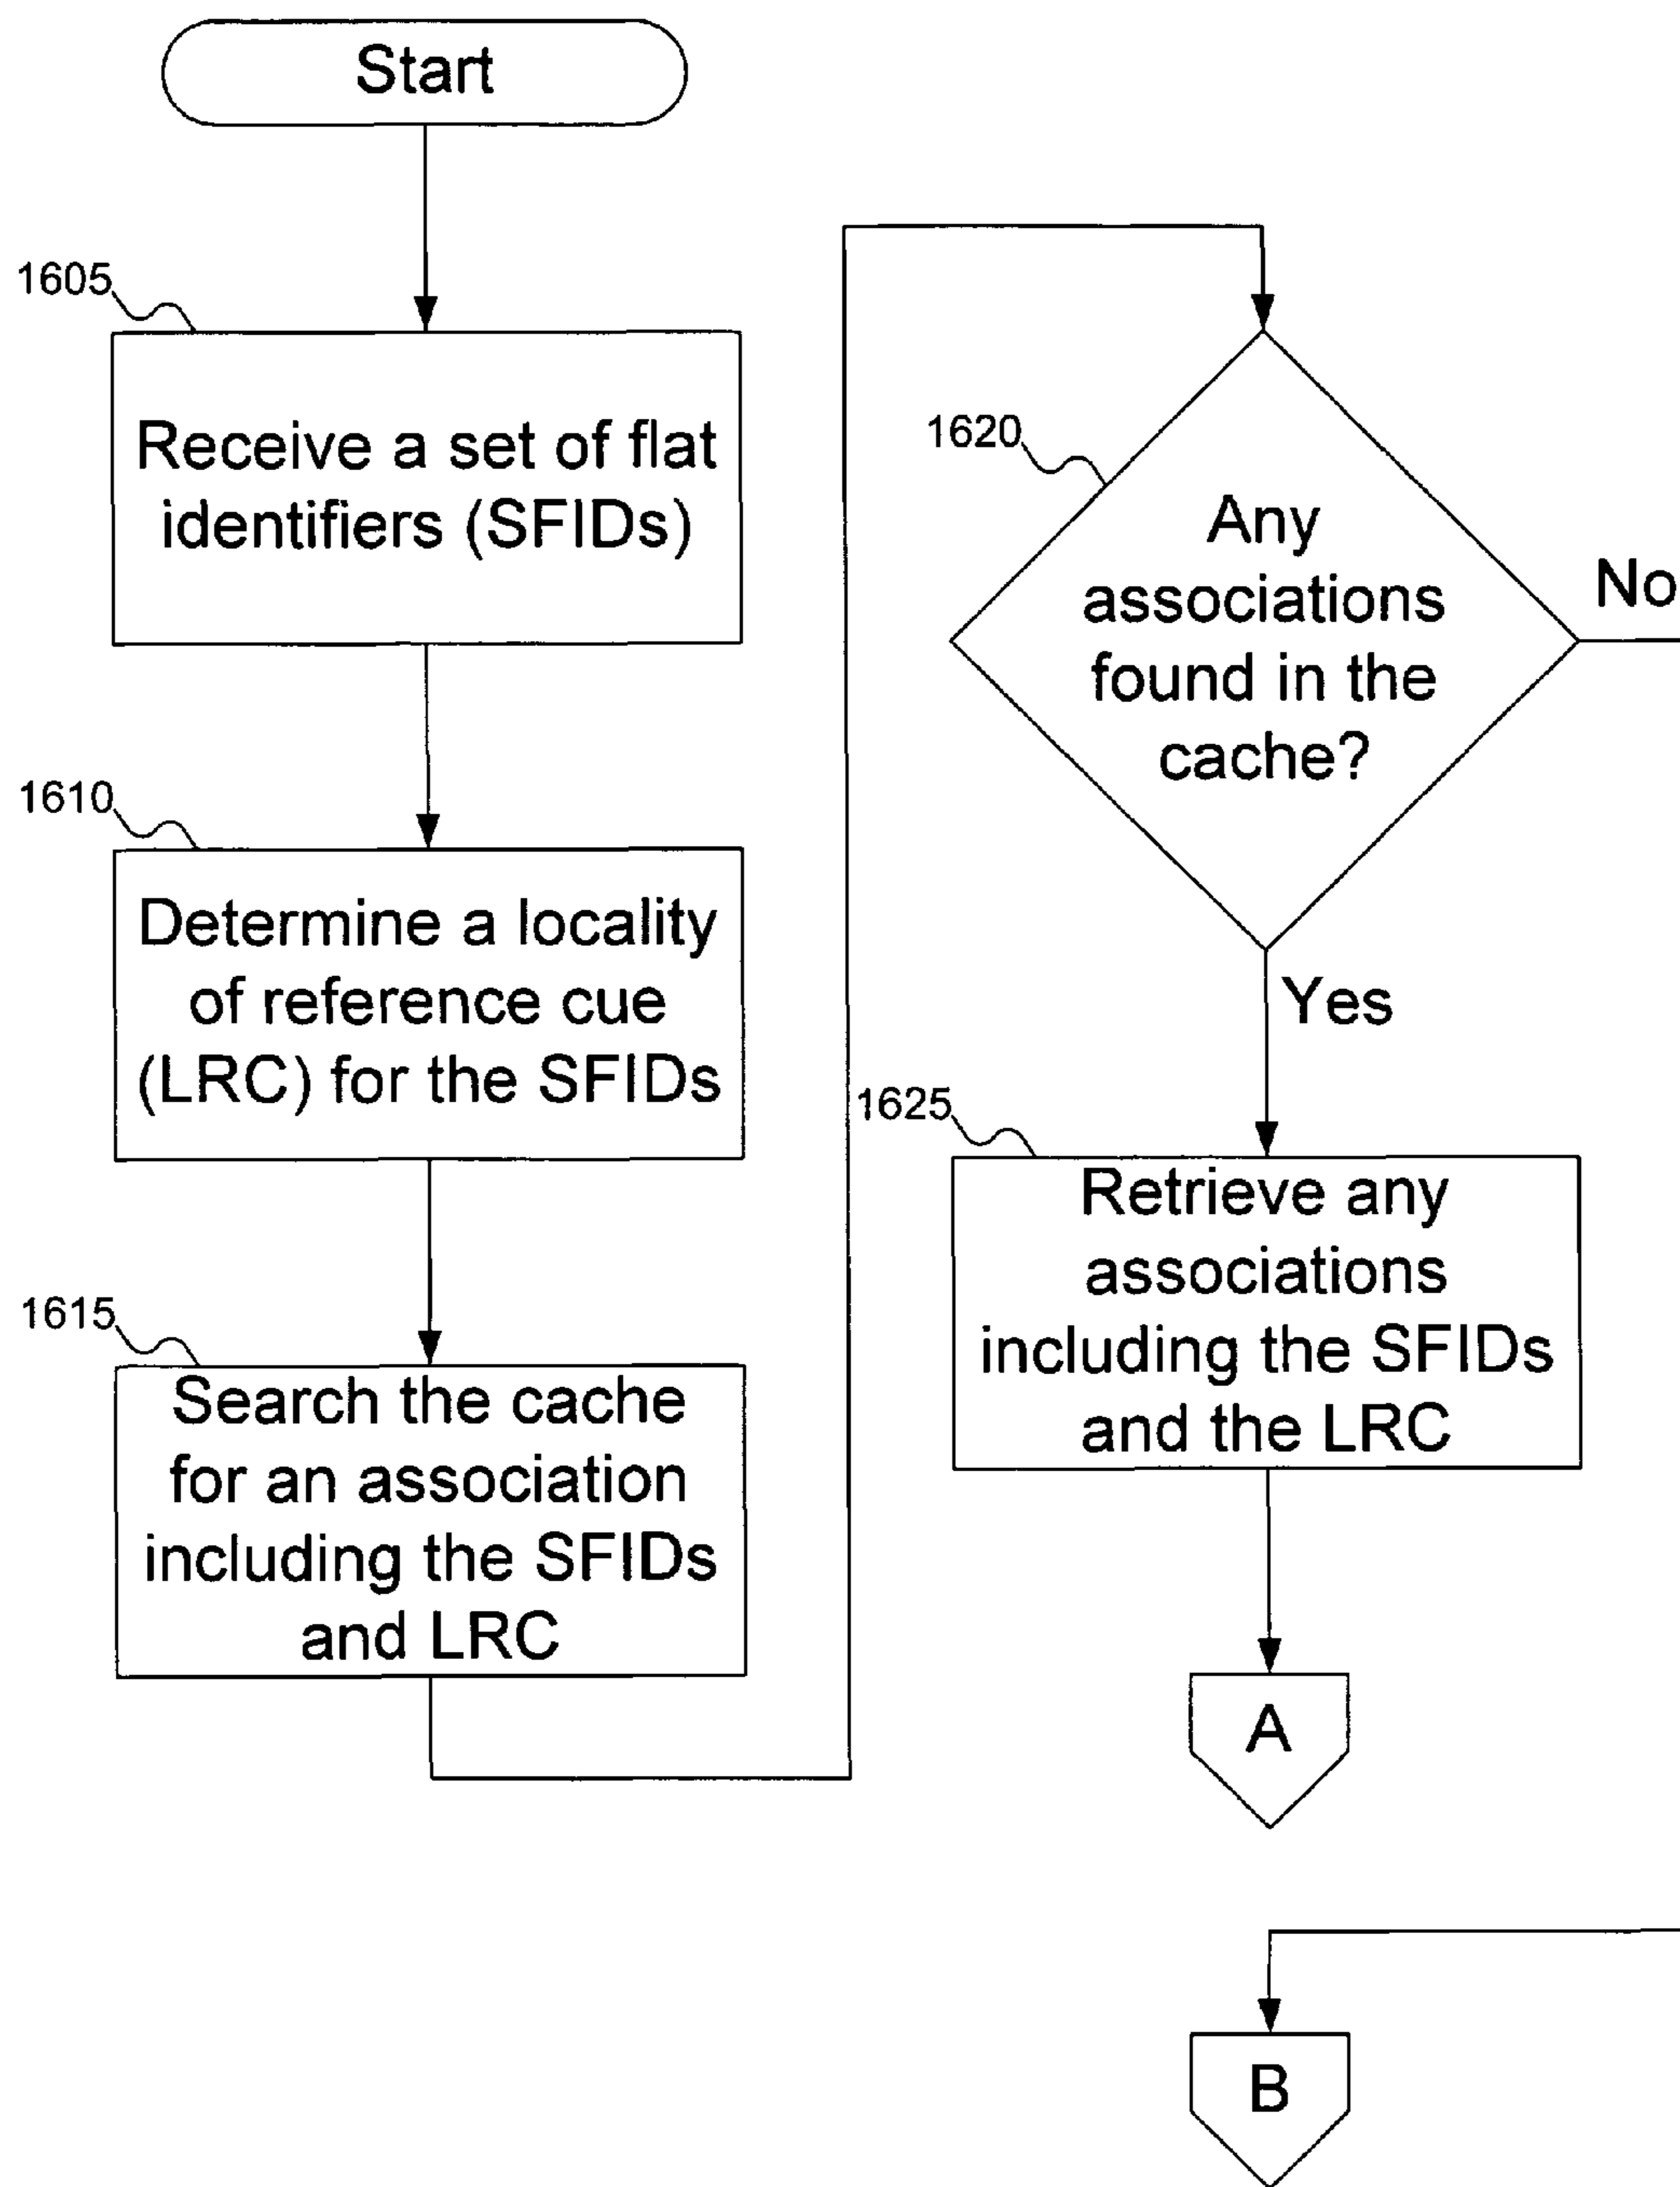 Start
1605
Receive a set of flat
identifiers (SFIDs)
1610
Determine a locality
of reference cue
(LRC) for the SFIDs
1615
Search the cache
for an association
including the SFIDs
and LRC
1620
Any
associations
found in the
cache?
No
Yes
1625
Retrieve any
associations
including the SFIDs
and the LRC
A
B